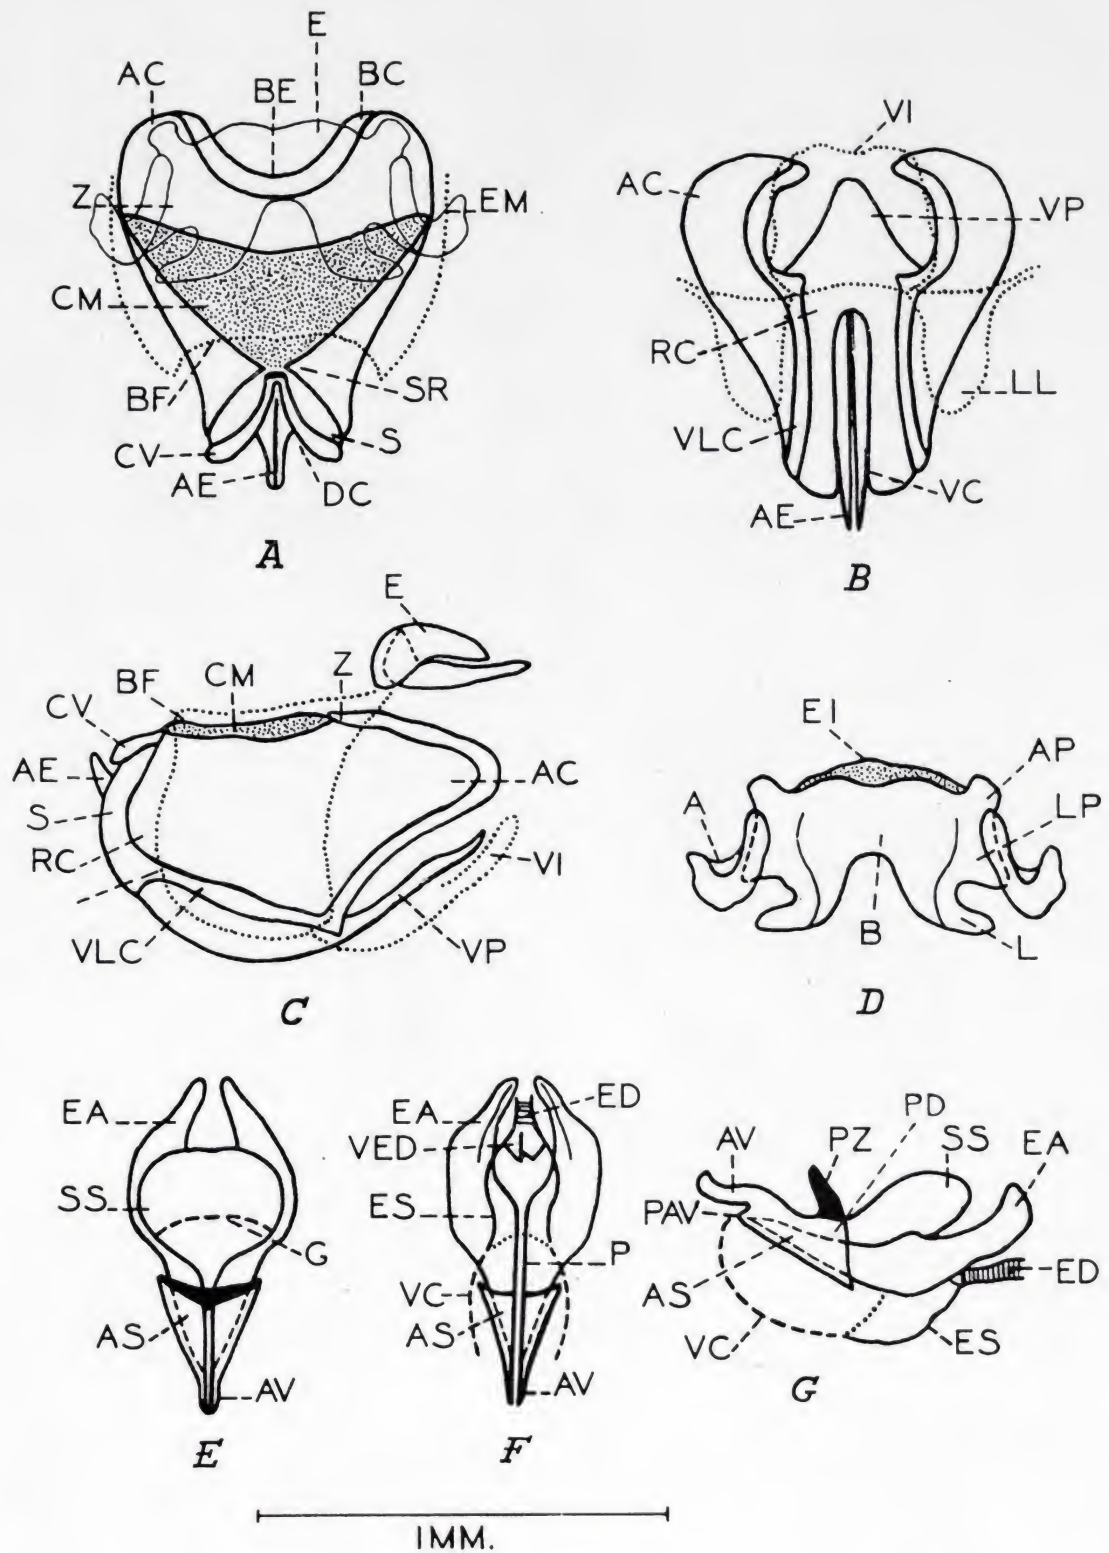 E
AC
BC
BE
Z
EM
CM
BF
SR
CV
S
AE
DC
A
VI
AC
VP
RC
LL
VLC
VC
AE
B
E
BF
CM
Z
CV
AE
AC
S
RC
VI
VLC
VP
C
EI
AP
A
LP
B
L
D
EA
SS
G
AS
AV
E
EA
ED
VED
ES
P
VC
AS
AV
F
PD
AV
PZ
SS
EA
PAV
AS
ED
VC
ES
G
1MM.